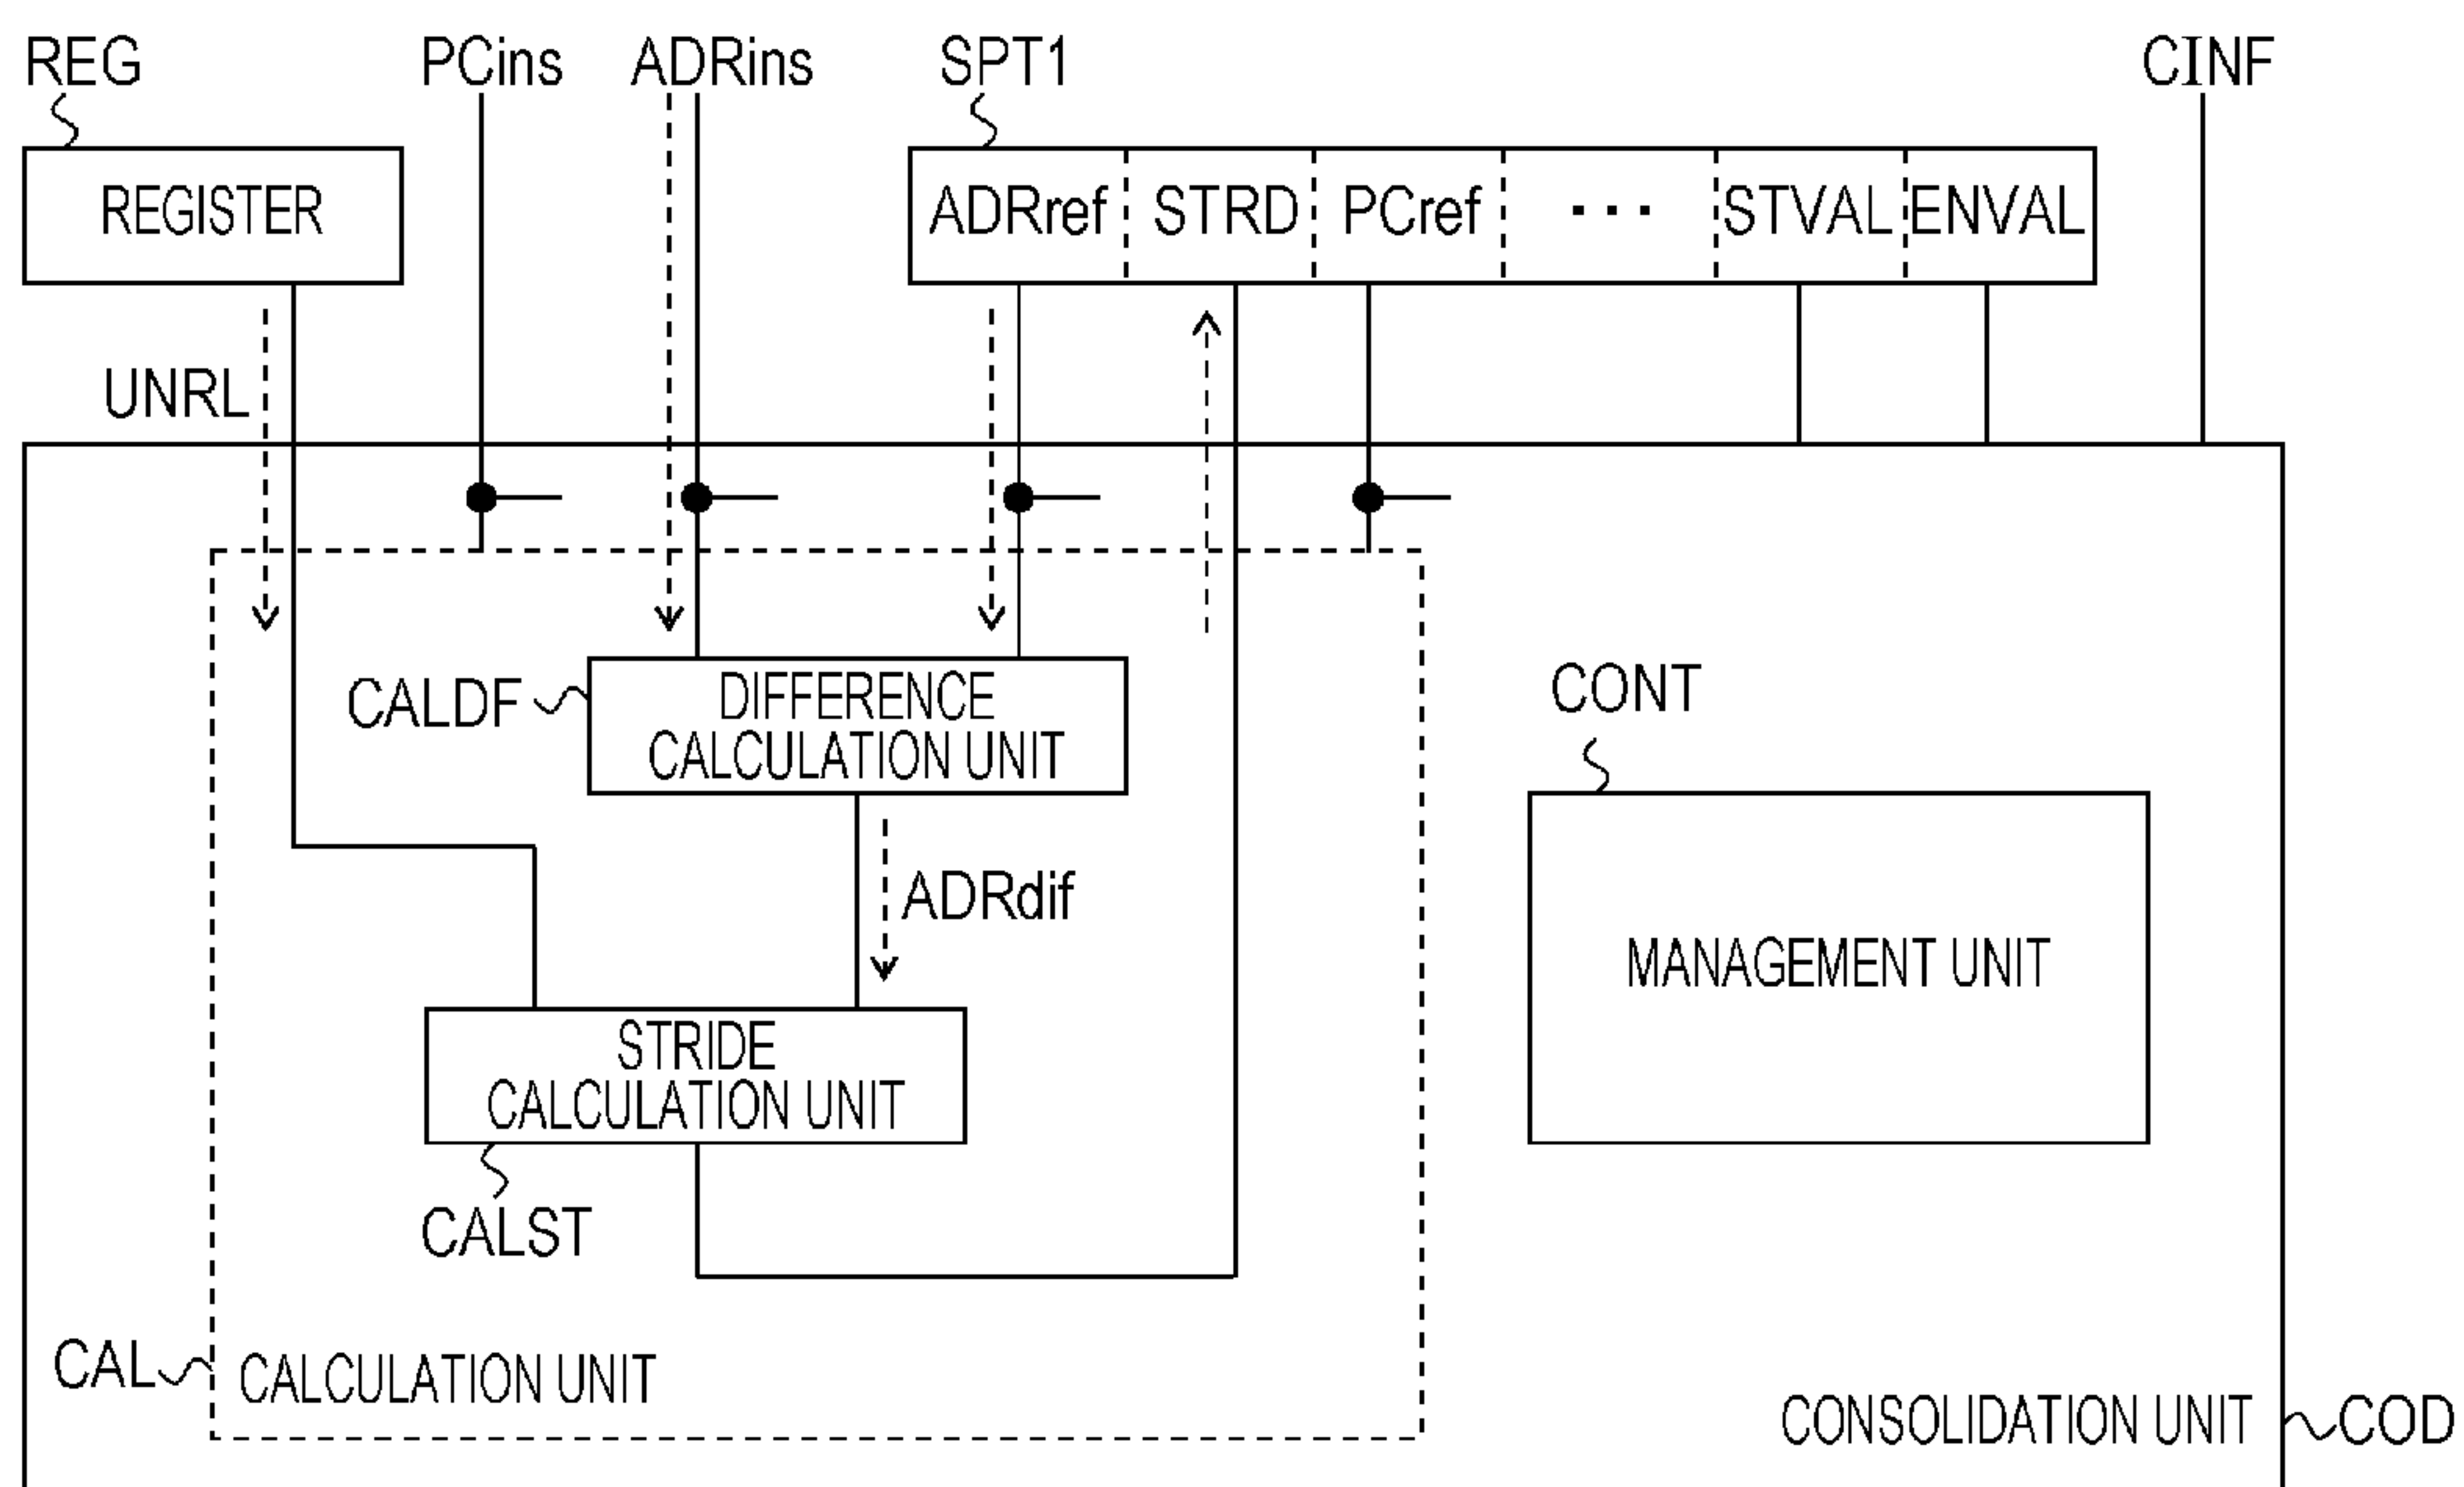 REG PCins ADRins SPT1 CINF
REGISTER
ADRref STRD PCref ... STVAL ENVAL
UNRL
CALDF
DIFFERENCE
CALCULATION UNIT
CONT
ADRdif
MANAGEMENT UNIT
STRIDE
CALCULATION UNIT
CALST
CAL
CALCULATION UNIT
CONSOLIDATION UNIT
COD